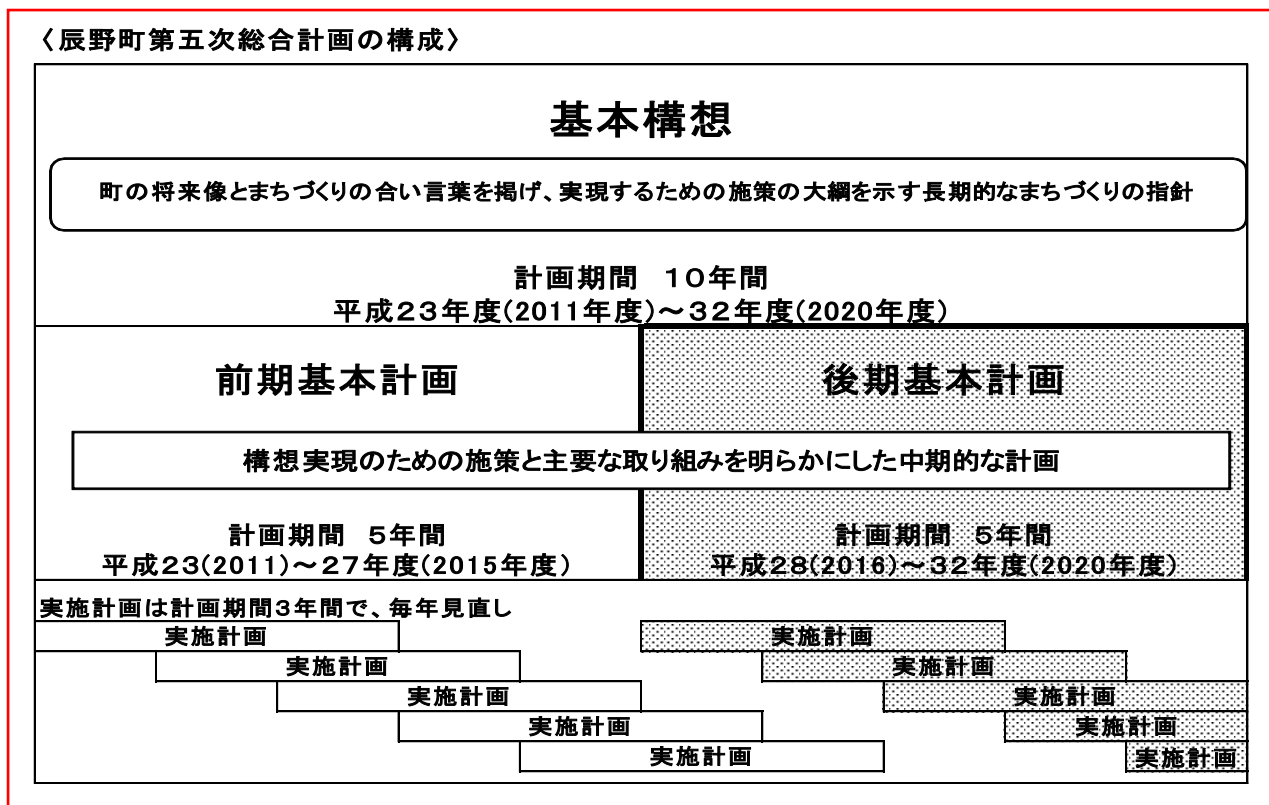 〈辰野町第五次総合計画の構成〉
基本構想
町の将来像とまちづくりの合い言葉を掲げ、実現するための施策の大綱を示す長期的なまちづくりの指針
計画期間　１０年間
平成２３年度(2011年度)～３２年度(2020年度)
前期基本計画
後期基本計画
構想実現のための施策と主要な取り組みを明らかにした中期的な計画
計画期間　５年間
平成２３(2011)～２７年度(2015年度)
計画期間　５年間
平成２８(2016)～３２年度(2020年度)
実施計画は計画期間３年間で、毎年見直し
実施計画
実施計画
実施計画
実施計画
実施計画
実施計画
実施計画
実施計画
実施計画
実施計画